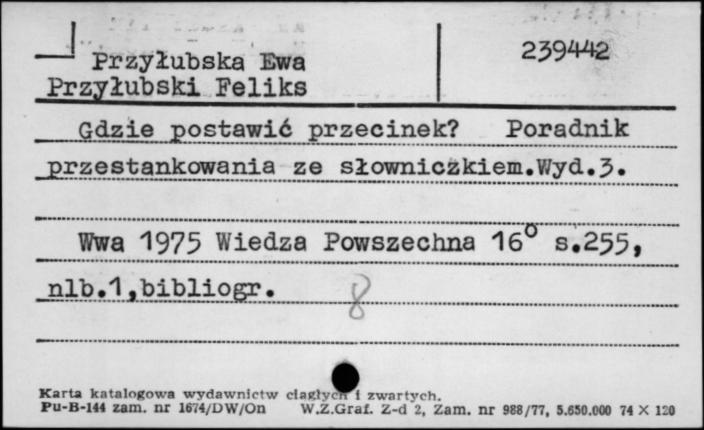 239442
Przyłubska Ewa
Przyłubski Feliks
Gdzie postawić przecinek? Poradnik
przestankowania ze słowniczkiem.Wyd.3.
Wwa 1975 Wiedza Powszechna 16° s.255,
nlb.1,bibliogr.
8
Karta katalogowa wydawnictw ciągłych i zwartych.
Pu-B-144 zam. nr 1674/DW/On W.Z.Graf. Z-d 2, Zam. nr 988/77, 5.650.000 74 X 120